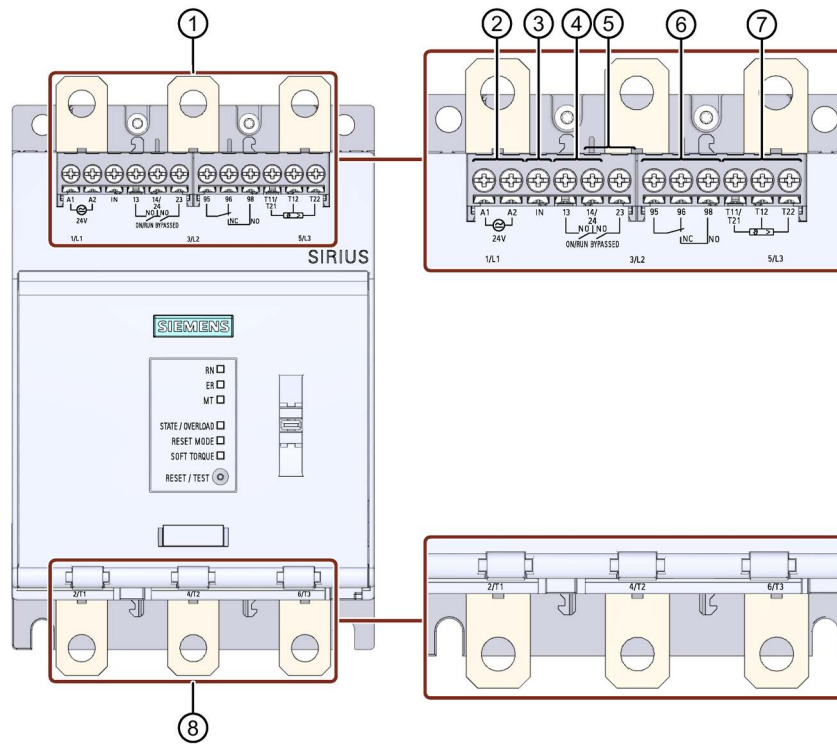 1
2 3 4 5 6 7
A1 A2 IN 13 14/24 23 95 96 98 T11/T21 T12 T22
24V NO NO NC NO
ON/RUN BYPASSED
1/L1 3/L2 5/L3
SIRIUS
A1 A2 IN 13 14/24 23 95 96 98 T11/T21 T12 T22
24V NO NO NC NO
ON/RUN BYPASSED
1/L1 3/L2 5/L3
SIEMENS
RN
ER
MT
STATE / OVERLOAD
RESET MODE
SOFT TORQUE
RESET / TEST
2/T1 4/T2 6/T3
2/T1 4/T2 6/T3
8